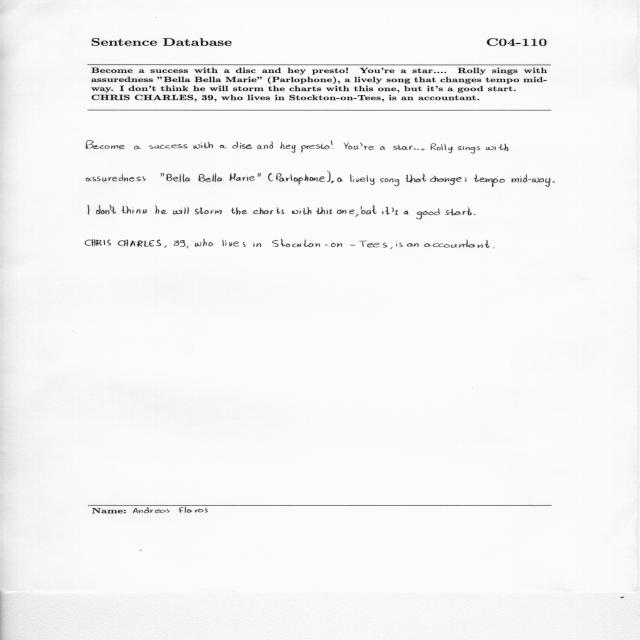 Sentence Database C04-110
Become a success with a disc and hey presto! You're a star.... Rolly sings with
assuredness "Bella Bella Marie" (Parlophone), a lively song that changes tempo mid-
way. I don't think he will storm the charts with this one, but it's a good start.
CHRIS CHARLES, 39, who lives in Stockton-on-Tees, is an accountant.
Become a success with a disc and hey presto! You're a star... Rolly sings with
assuredness "Bella Bella Marie" (Parlophone), a lively song that changes tempo mid-way.
I don't think he will storm the charts with this one, but it's a good start.
CHRIS CHARLES, 39, who lives in Stockton-on-Tees, is an accountant.
Name: Andreas Floros